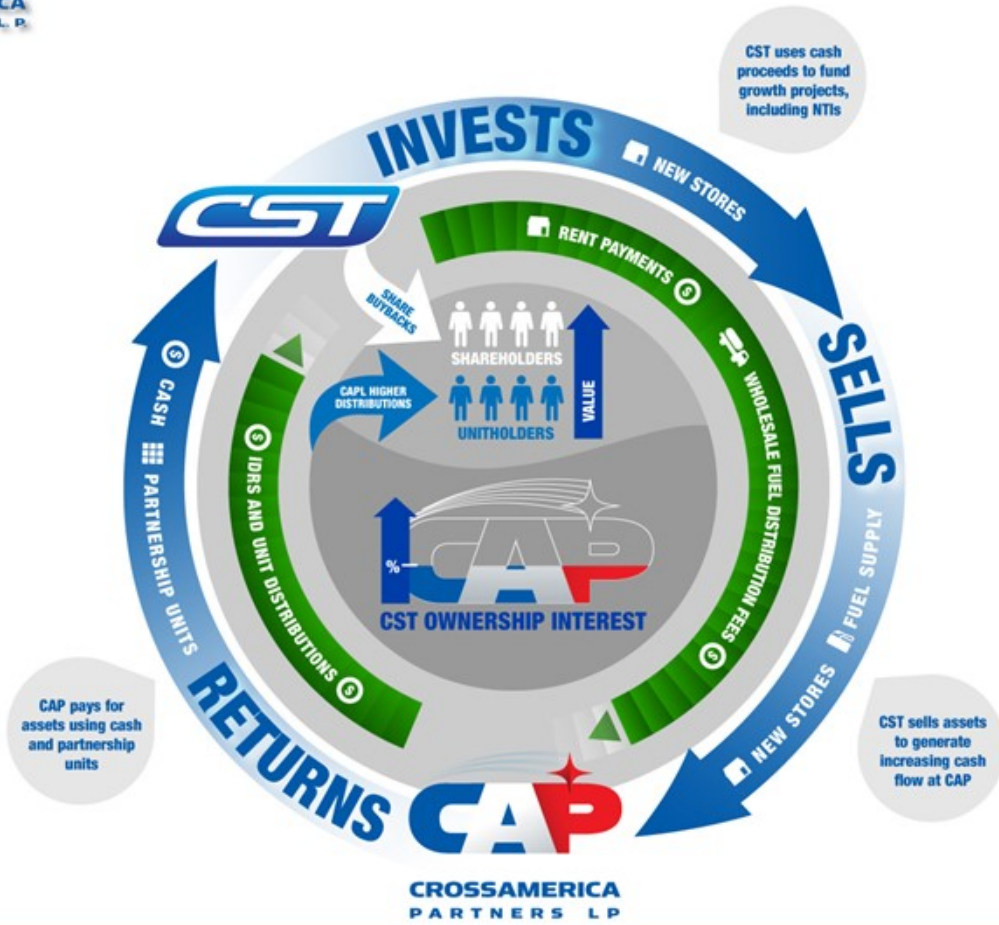 CA
L. P.
CST uses cash
proceeds to fund
growth projects,
including NTIs
INVESTS
NEW STORES
CST
RENT PAYMENTS $
SHARE
BUYBACKS
SHAREHOLDERS
CAPL HIGHER
DISTRIBUTIONS
UNITHOLDERS
VALUE
SELLS
WHOLESALE FUEL DISTRIBUTION FEES $
$ CASH PARTNERSHIP UNITS
$ IDRS AND UNIT DISTRIBUTIONS $
%
CAP
CST OWNERSHIP INTEREST
FUEL SUPPLY
NEW STORES
CAP pays for
assets using cash
and partnership
units
RETURNS
CST sells assets
to generate
increasing cash
flow at CAP
CAP
CROSSAMERICA
PARTNERS LP